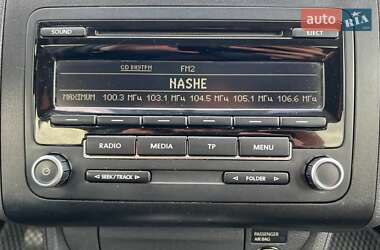 auto RIA
SOUND
EJECT
CD ВНУТРИ FM2
NASHE
MAXIMUM 100.3 МГц 103.1 МГц 104.5 МГц 105.1 МГц 106.6 МГц
RADIO MEDIA TP MENU
SEEK/TRACK FOLDER
PASSENGER
AIR BAG